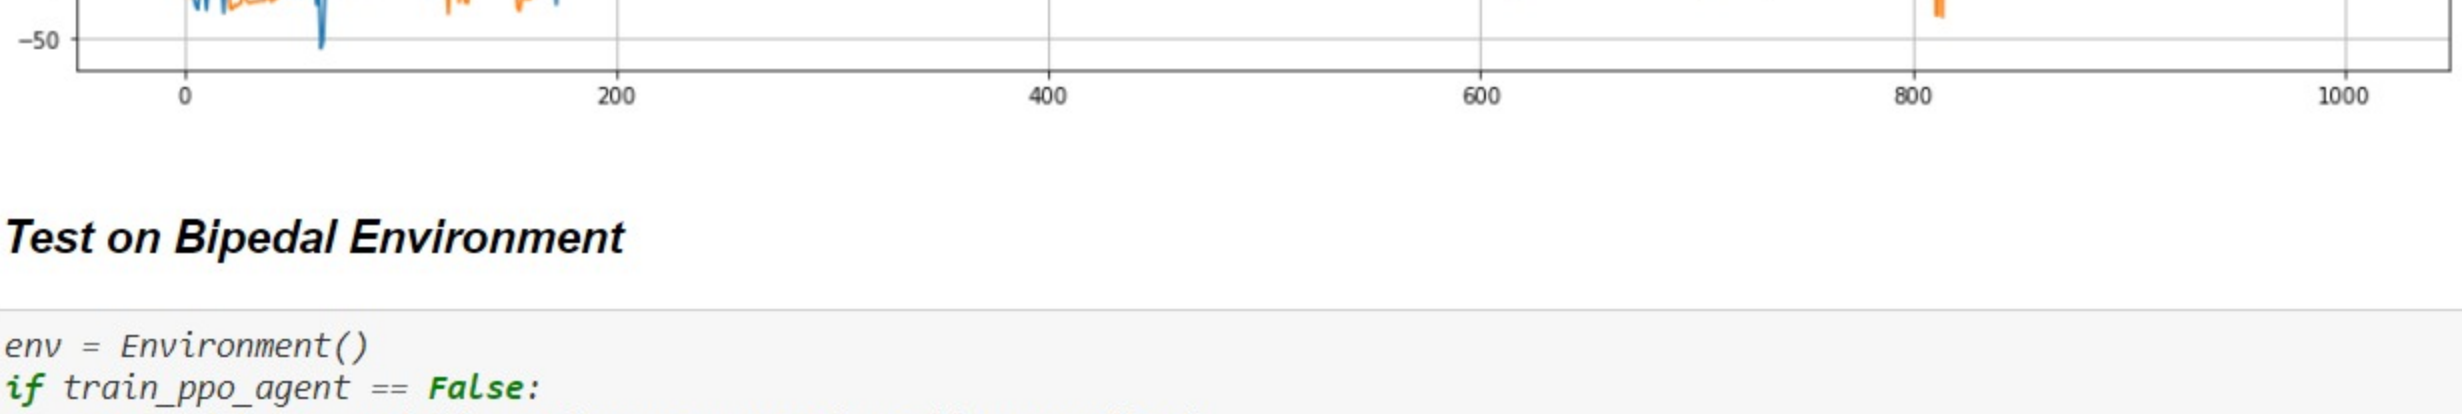 −50
0 200 400 600 800 1000
Test on Bipedal Environment
env = Environment()
if train_ppo_agent == False: